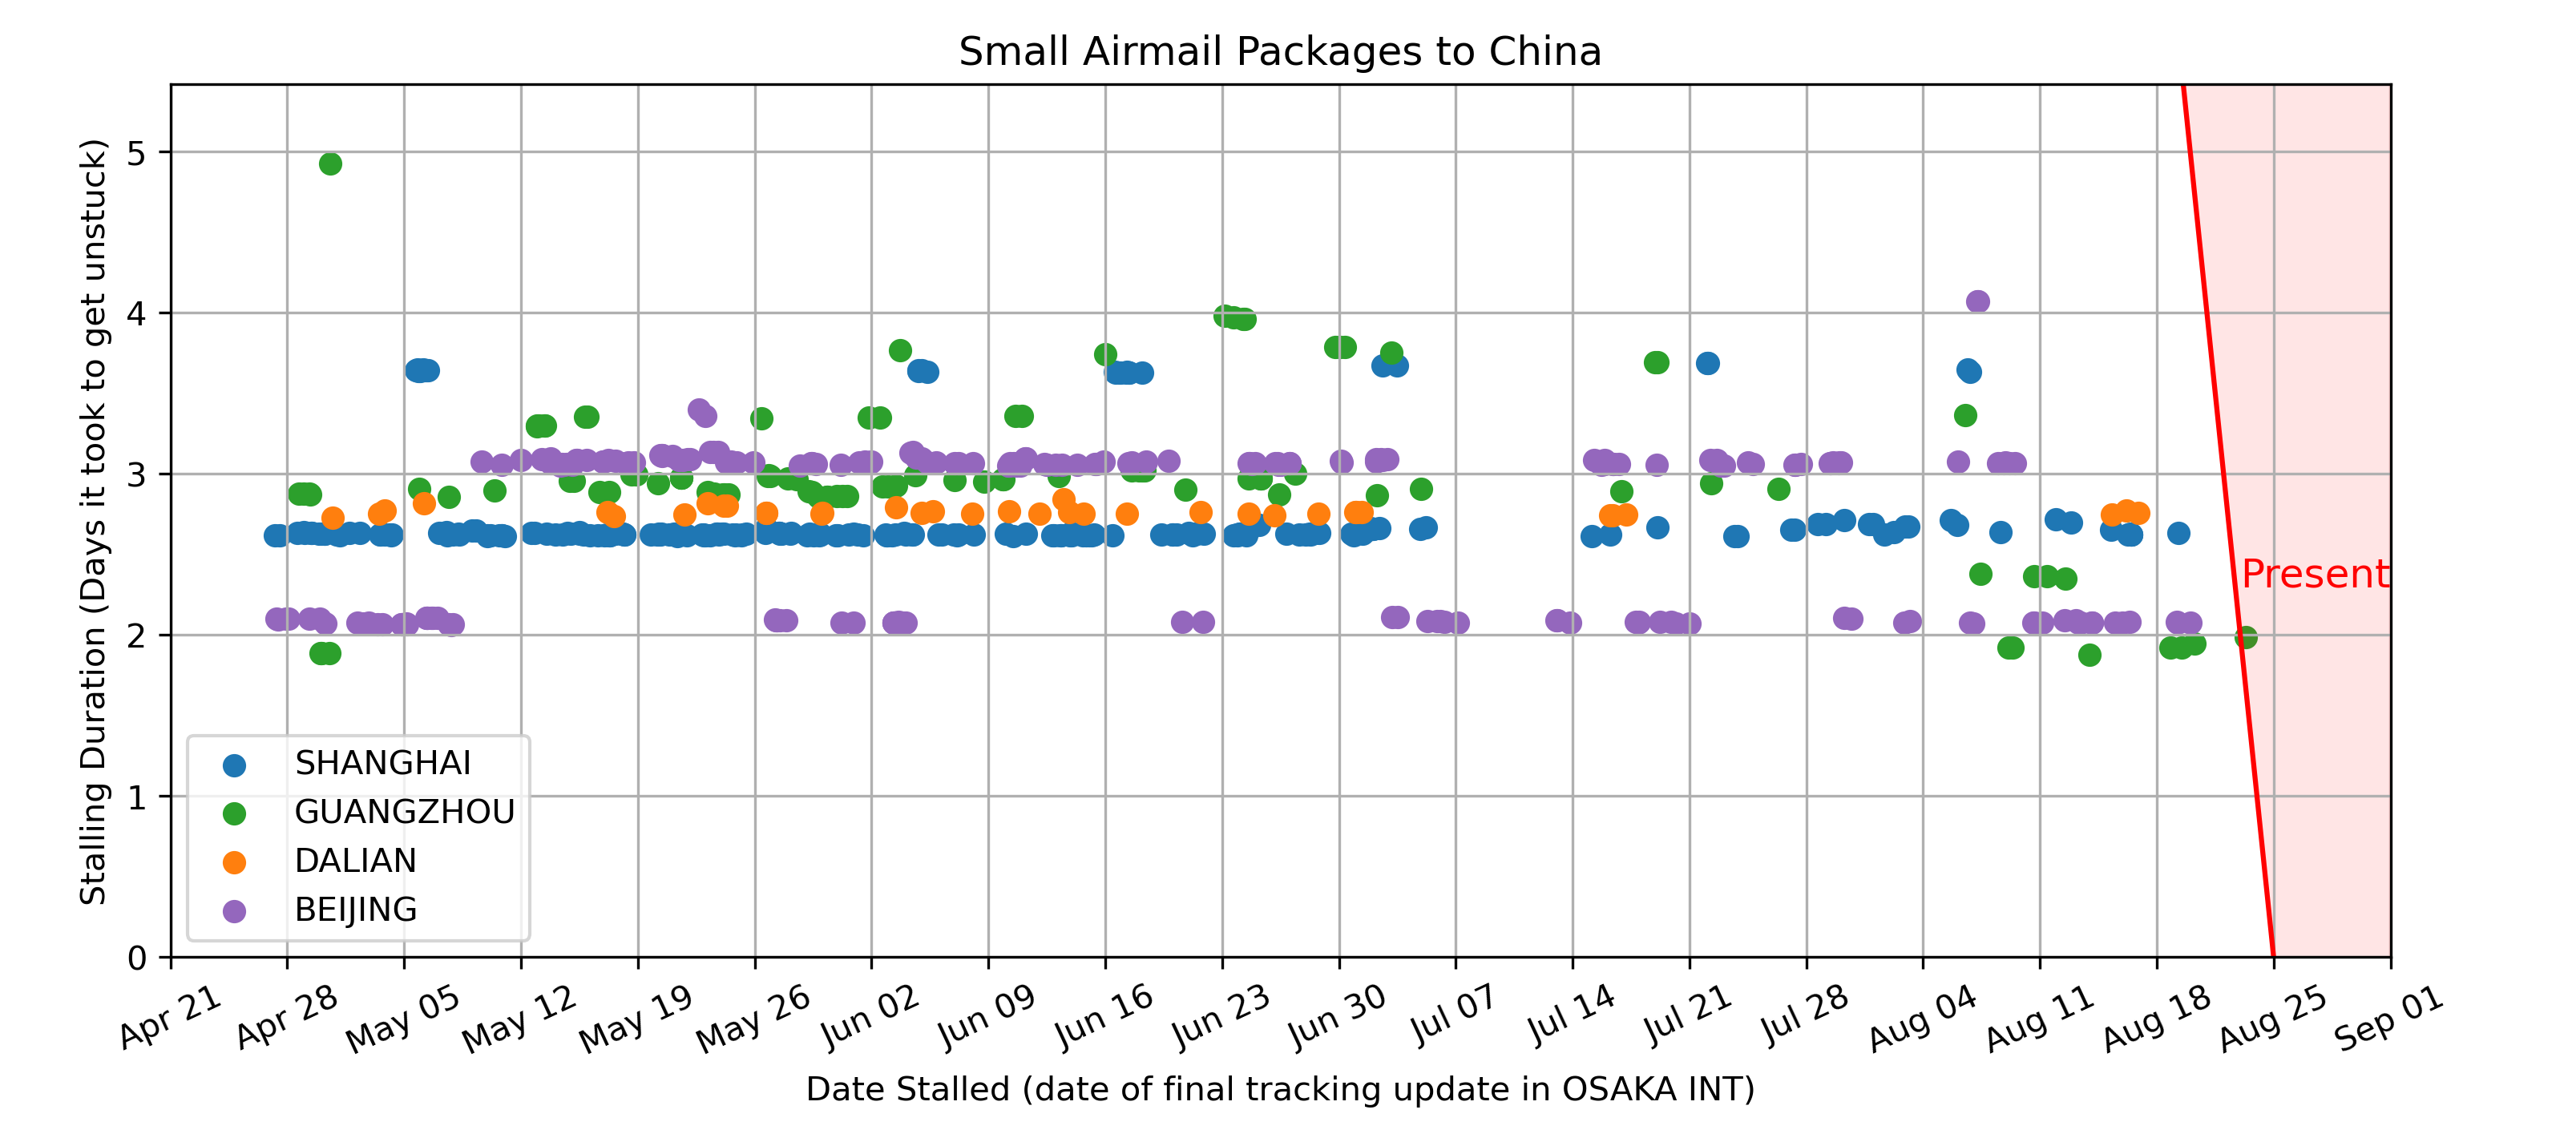 Small Airmail Packages to China
Stalling Duration (Days it took to get unstuck)
5
4
3
2
1
0
Present
SHANGHAI
GUANGZHOU
DALIAN
BEIJING
Apr 21 Apr 28 May 05 May 12 May 19 May 26 Jun 02 Jun 09 Jun 16 Jun 23 Jun 30 Jul 07 Jul 14 Jul 21 Jul 28 Aug 04 Aug 11 Aug 18 Aug 25 Sep 01
Date Stalled (date of final tracking update in OSAKA INT)